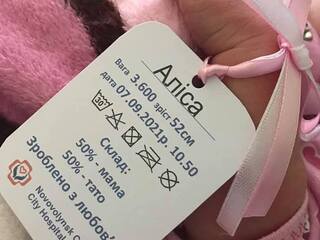 Аліса
Вага 3.600 зріст 52см
дата 07.09.2021р. 10.50
30
Склад:
50% - мама
50% - тато
Зроблено з любов'
Novovolynsk C
City Hospital